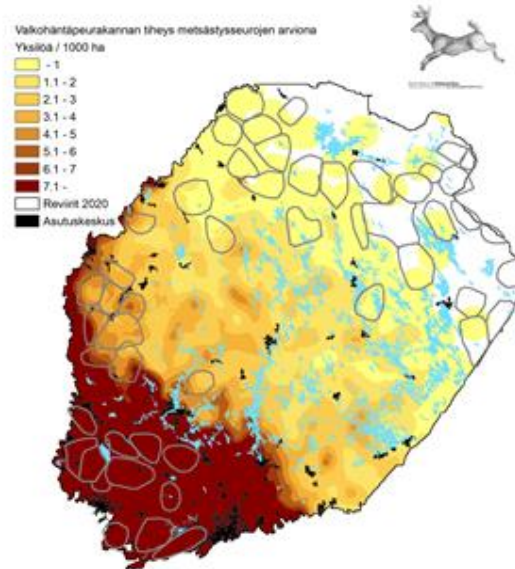 Valkohäntäpeurakannan tiheys metsästysseurojen arviona
Yksilöä / 1000 ha
- 1
1.1 - 2
2.1 - 3
3.1 - 4
4.1 - 5
5.1 - 6
6.1 - 7
7.1 -
Reviirit 2020
Asutuskeskus